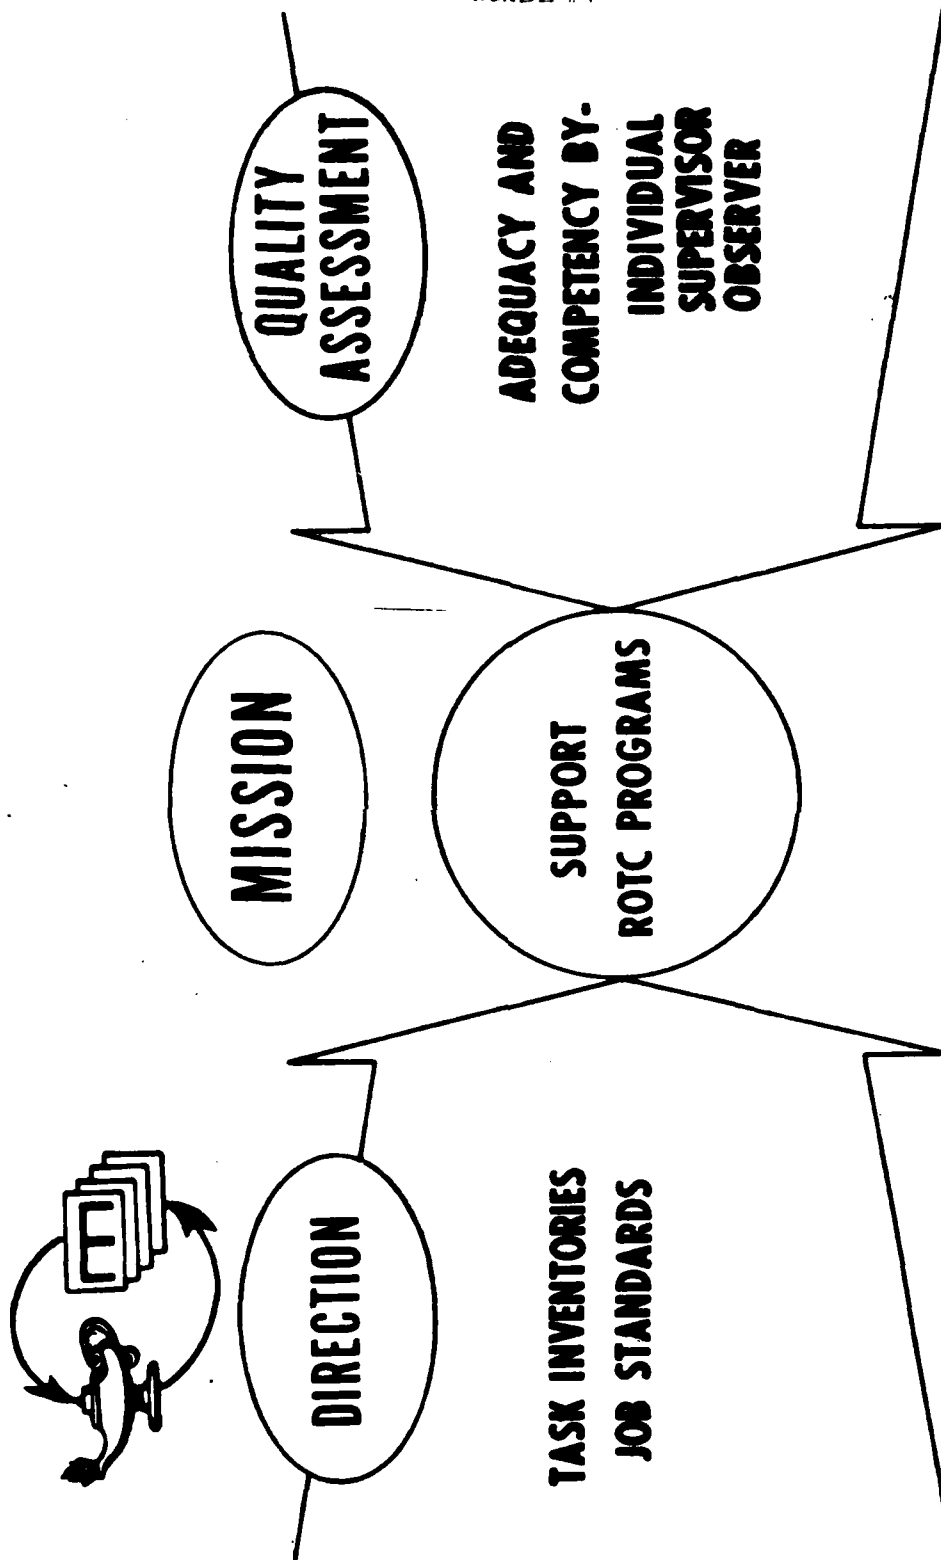 E
DIRECTION
TASK INVENTORIES
JOB STANDARDS
MISSION
SUPPORT
ROTC PROGRAMS
QUALITY
ASSESSMENT
ADEQUACY AND
COMPETENCY BY-
INDIVIDUAL
SUPERVISOR
OBSERVER